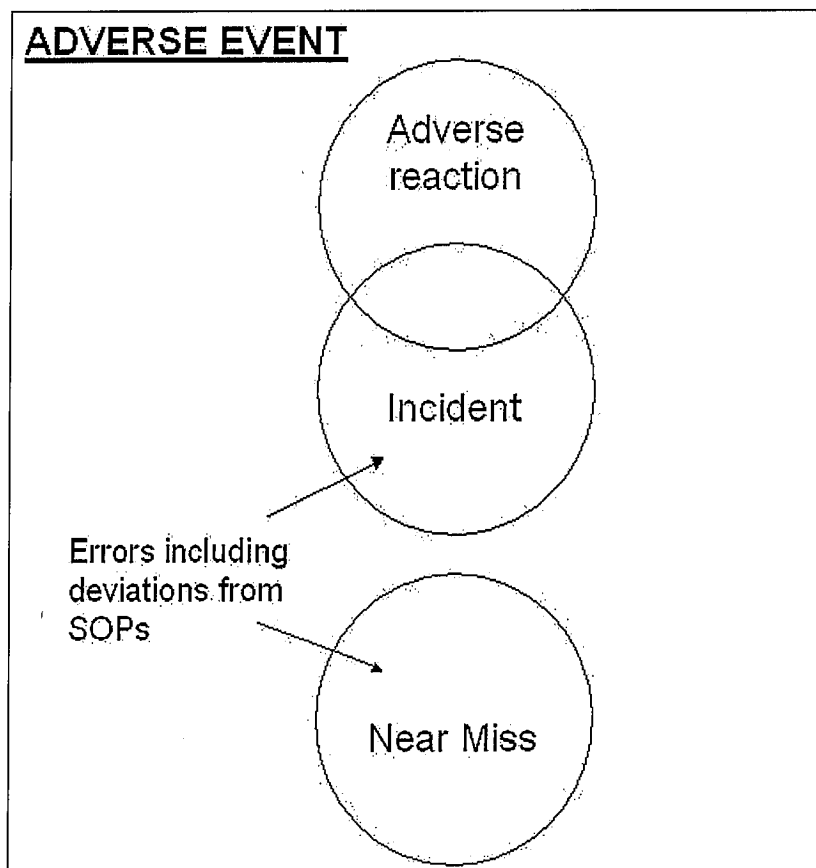 ADVERSE EVENT
Adverse
reaction
Incident
Errors including
deviations from
SOPs
Near Miss